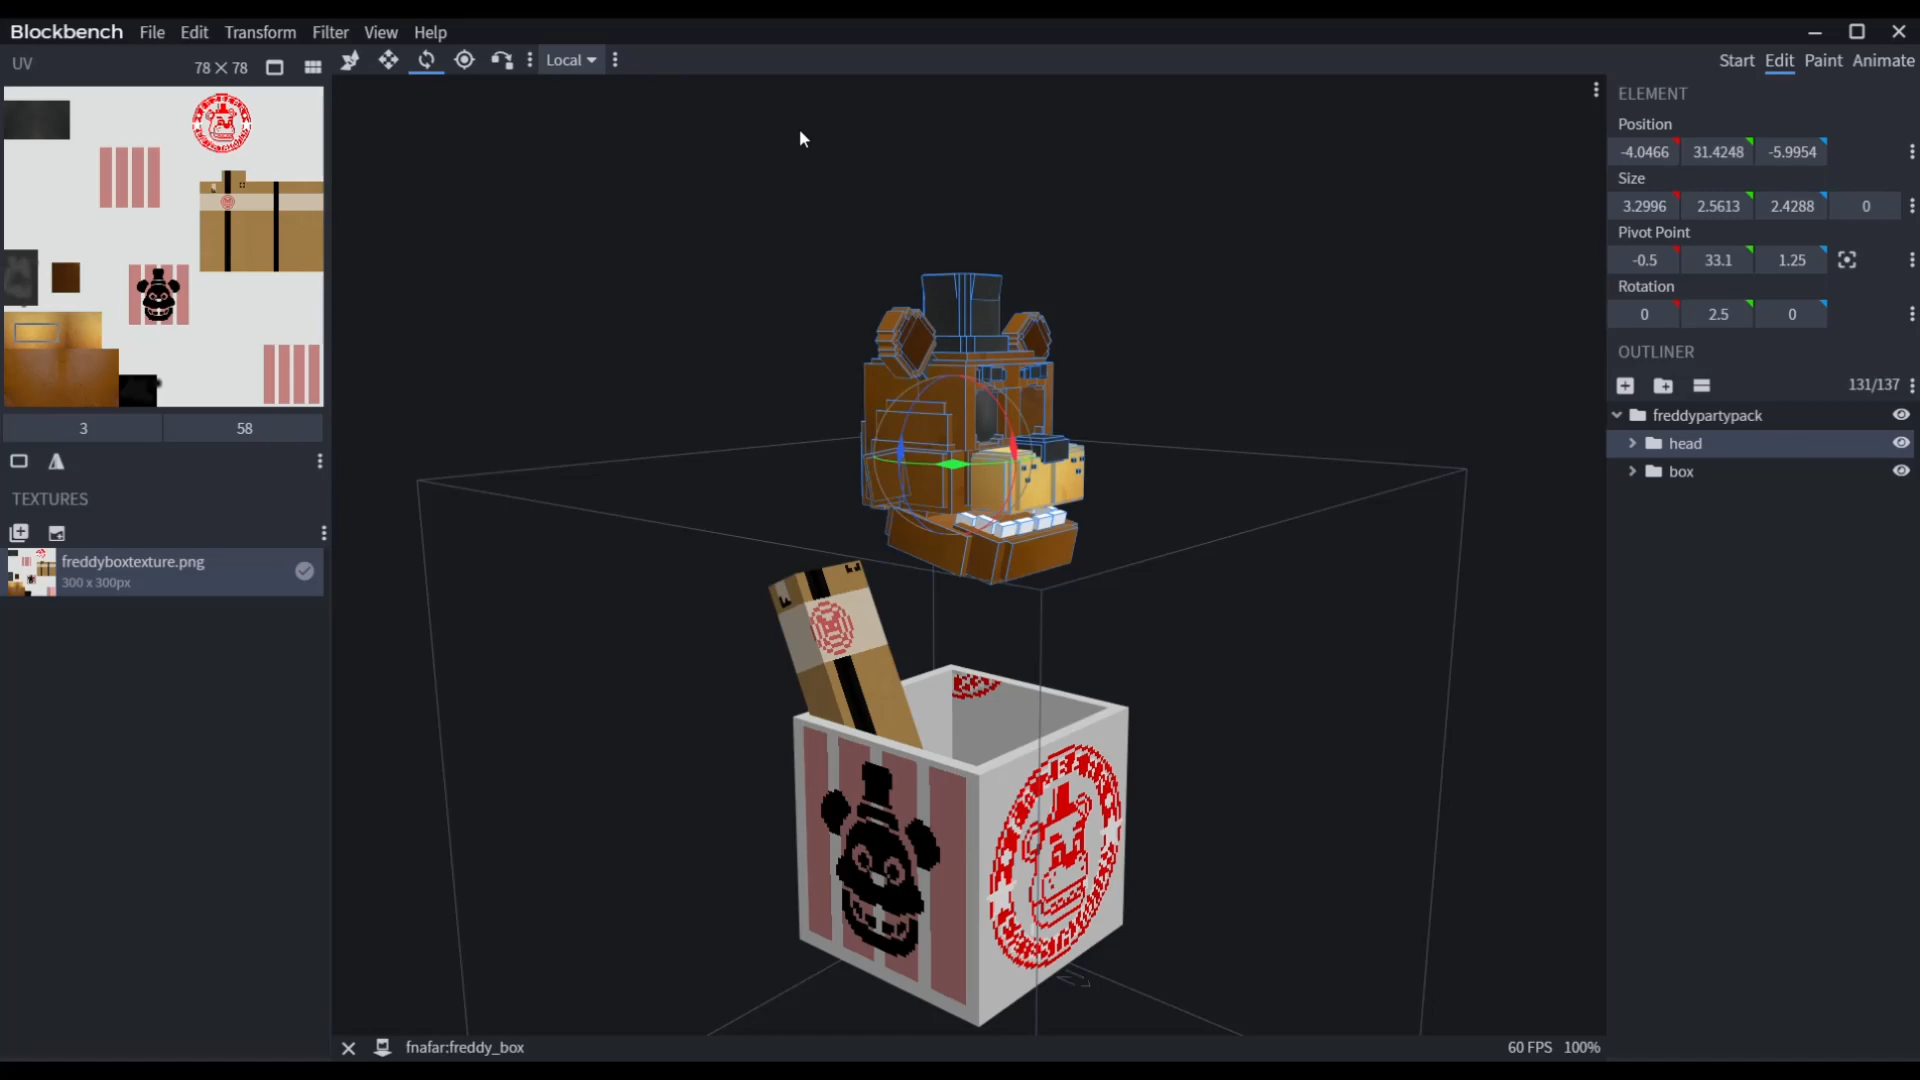 Blockbench File Edit Transform Filter View Help
UV 78 × 78
Local
Start Edit Paint Animate
ELEMENT
Position
-4.0466 31.4248 -5.9954
Size
3.2996 2.5613 2.4288 0
Pivot Point
-0.5 33.1 1.25
Rotation
0 2.5 0
OUTLINER
131/137
freddypartypack
head
box
3 58
TEXTURES
freddyboxtexture.png
300 x 300px
fnafar:freddy_box
60 FPS 100%